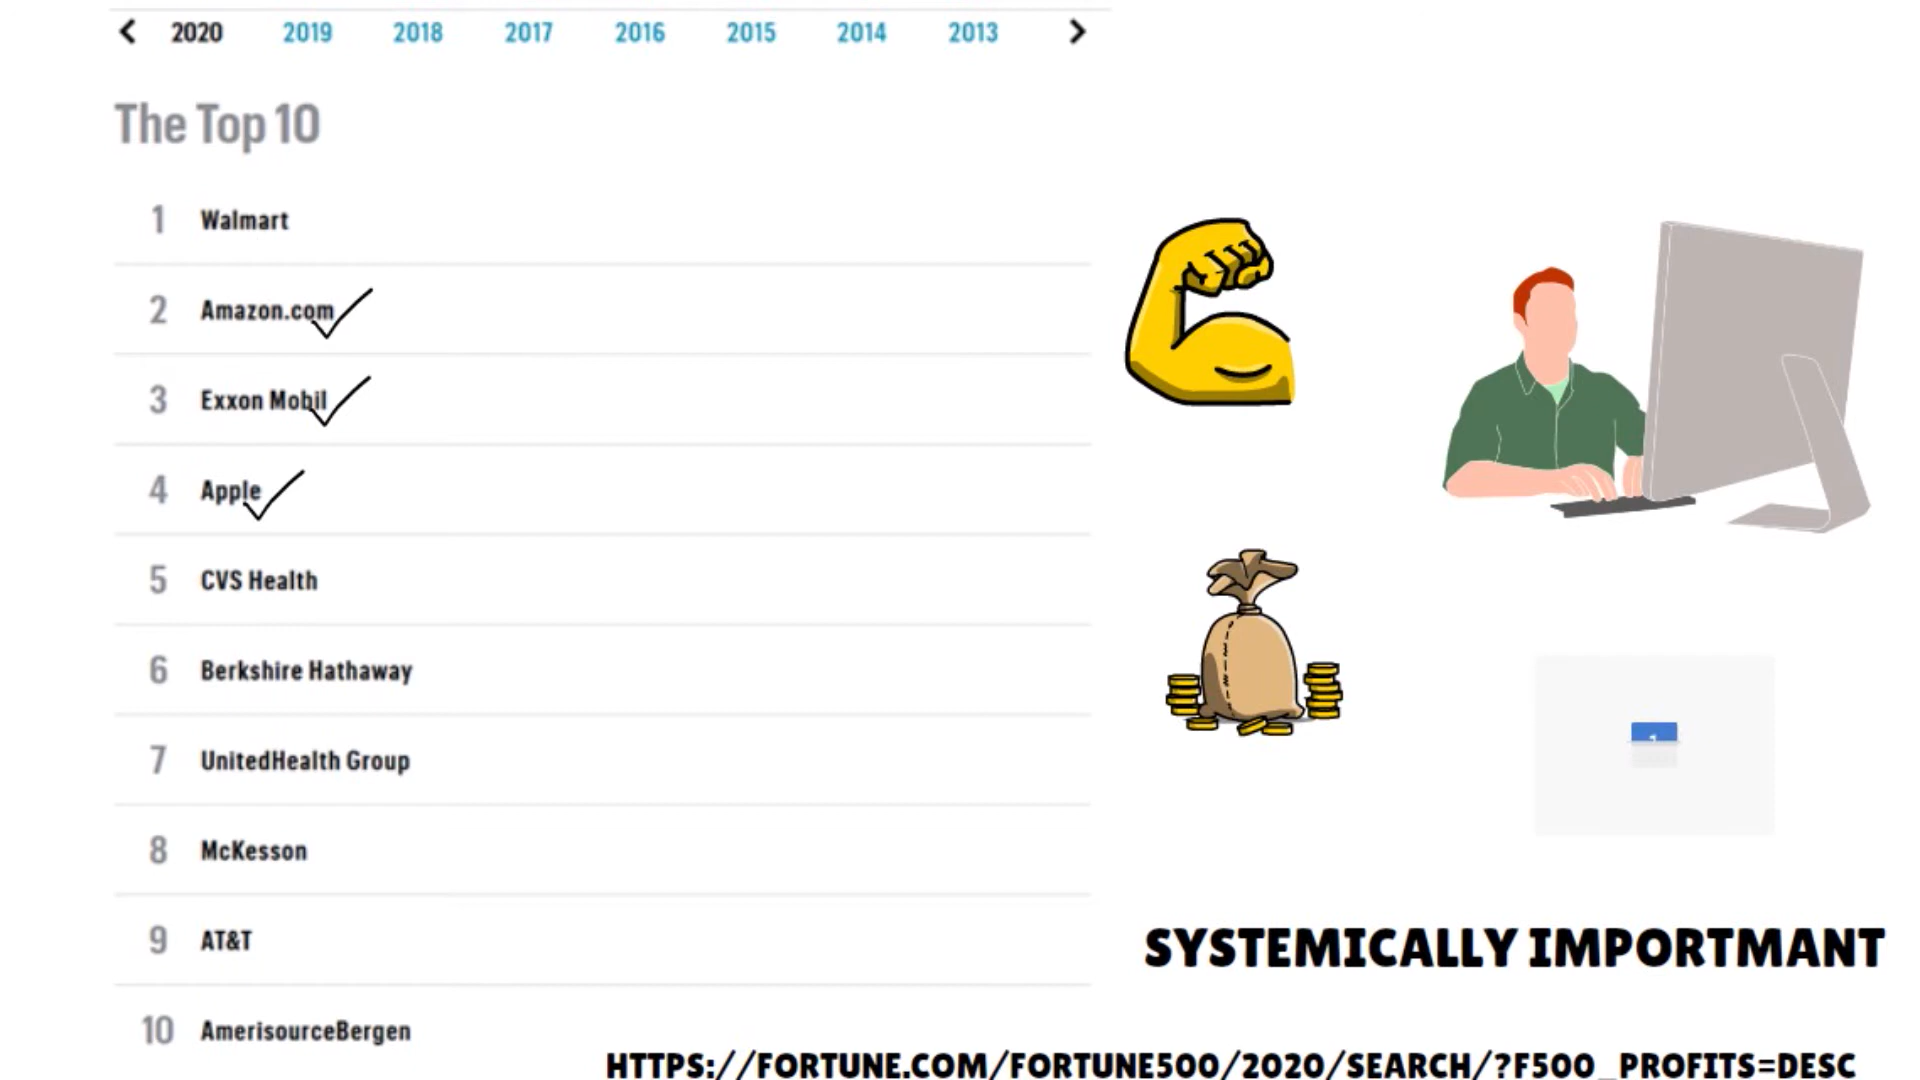 2020 2019 2018 2017 2016 2015 2014 2013
The Top 10
1 Walmart
2 Amazon.com
3 Exxon Mobil
4 Apple
5 CVS Health
6 Berkshire Hathaway
7 UnitedHealth Group
8 McKesson
9 AT&T
10 AmerisourceBergen
SYSTEMICALLY IMPORTMANT
HTTPS://FORTUNE.COM/FORTUNE500/2020/SEARCH/?F500_PROFITS=DESC